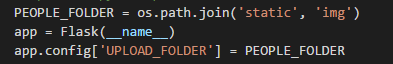 PEOPLE_FOLDER = os.path.join('static', 'img')
app = Flask(__name__)
app.config['UPLOAD_FOLDER'] = PEOPLE_FOLDER